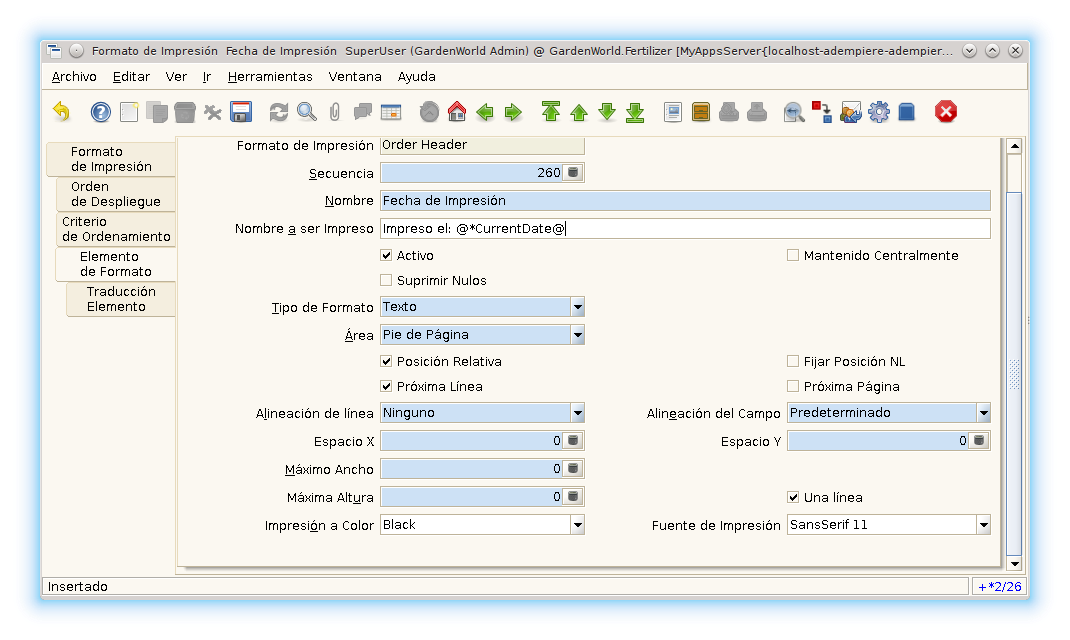 Formato de Impresión  Fecha de Impresión  SuperUser (GardenWorld Admin) @ GardenWorld.Fertilizer [MyAppsServer{localhost-adempiere-adempier...
Archivo Editar Ver Ir Herramientas Ventana Ayuda
Formato
de Impresión
Orden
de Despliegue
Criterio
de Ordenamiento
Elemento
de Formato
Traducción
Elemento
Formato de Impresión Order Header
Secuencia 260
Nombre Fecha de Impresión
Nombre a ser Impreso Impreso el: @*CurrentDate@
Activo Mantenido Centralmente
Suprimir Nulos
Tipo de Formato Texto
Área Pie de Página
Posición Relativa Fijar Posición NL
Próxima Línea Próxima Página
Alineación de línea Ninguno Alineación del Campo Predeterminado
Espacio X 0 Espacio Y 0
Máximo Ancho 0
Máxima Altura 0 Una línea
Impresión a Color Black Fuente de Impresión SansSerif 11
Insertado +*2/26